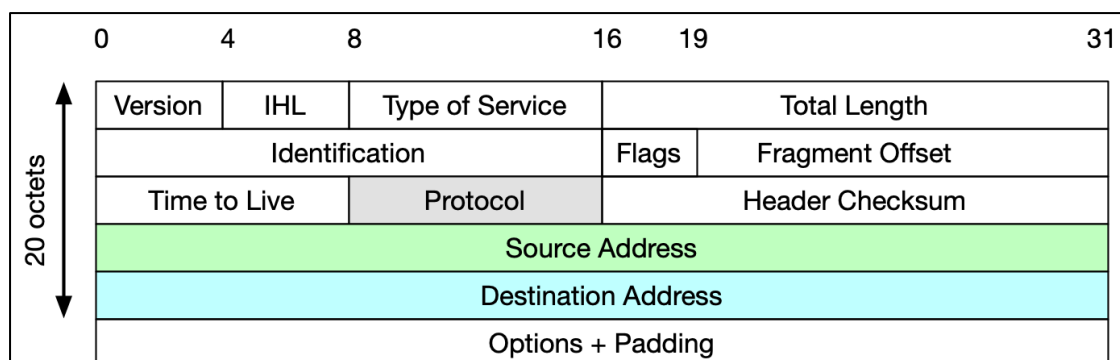 0 4 8 16 19 31
Version IHL Type of Service Total Length
Identification Flags Fragment Offset
Time to Live Protocol Header Checksum
Source Address
Destination Address
Options + Padding
20 octets